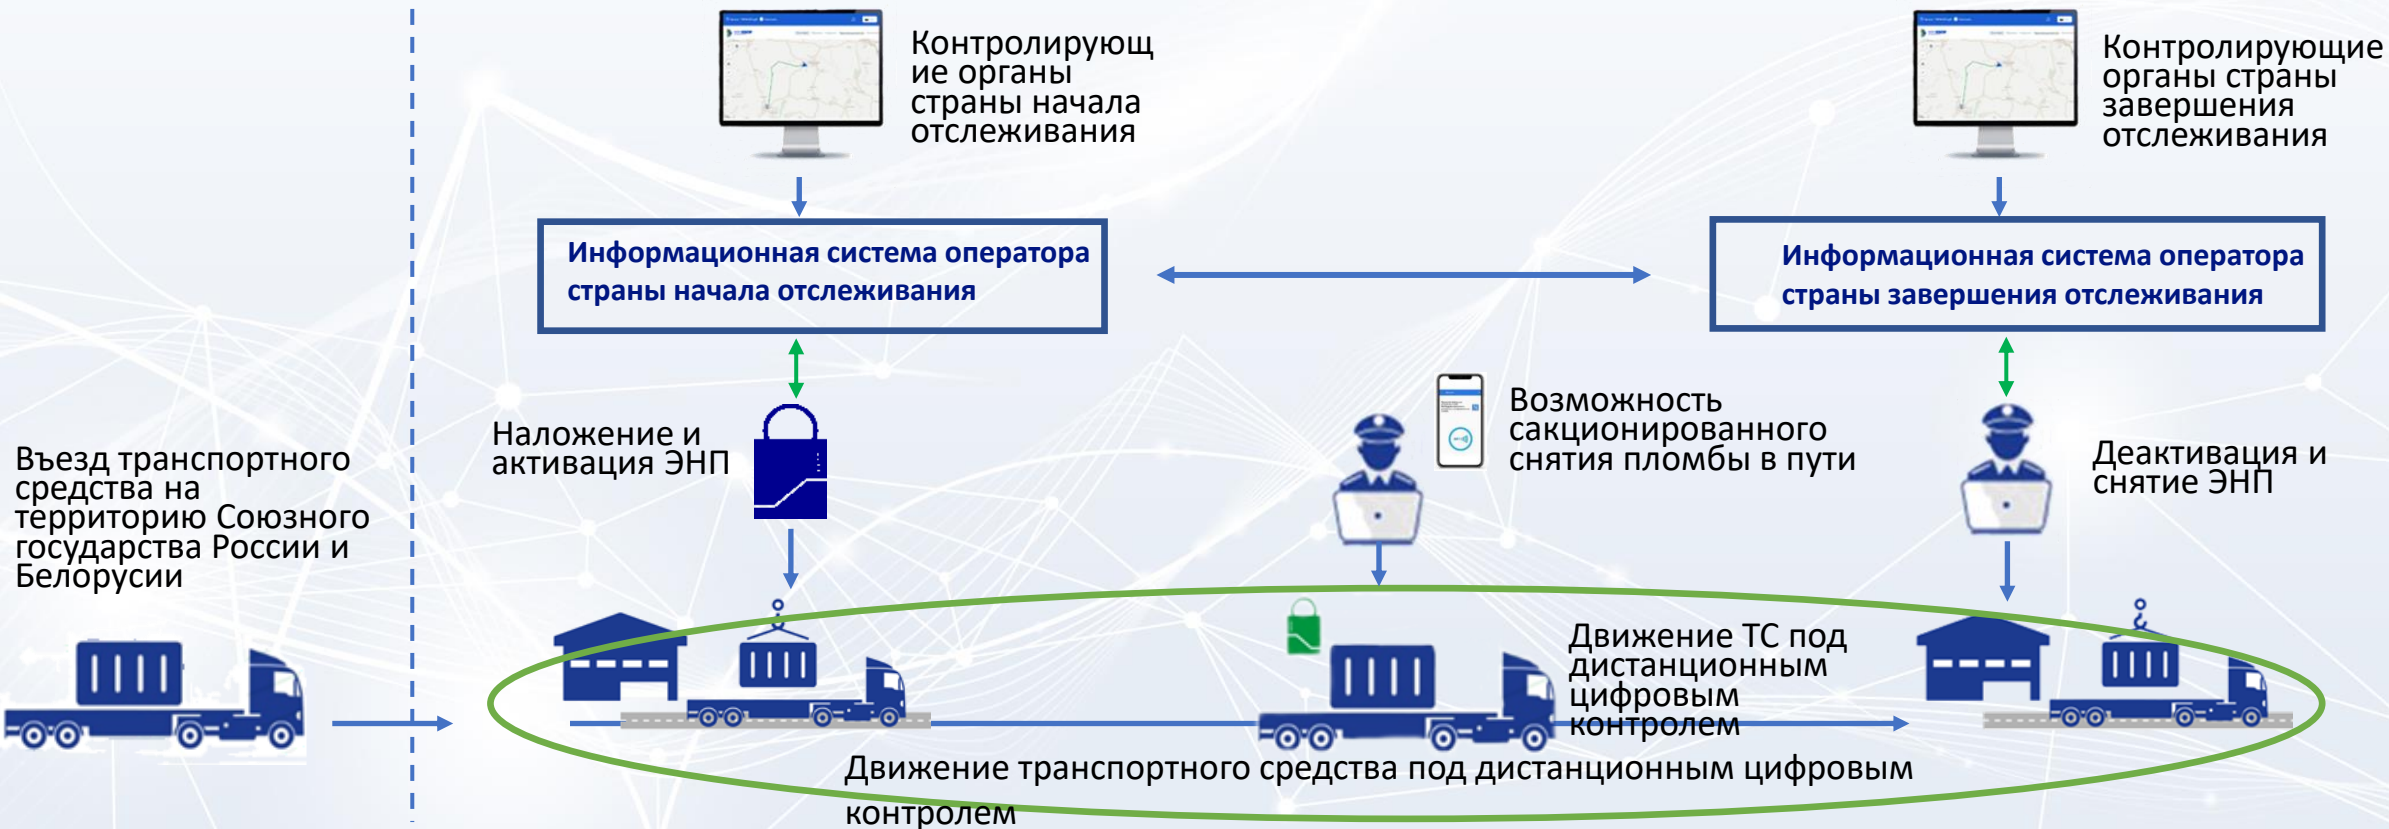 Контролирующ
ие органы
страны начала
отслеживания
Контролирующие
органы страны
завершения
отслеживания
Информационная система оператора
страны начала отслеживания
Информационная система оператора
страны завершения отслеживания
Наложение и
активация ЭНП
Возможность
сакционированного
снятия пломбы в пути
Деактивация и
снятие ЭНП
Въезд транспортного
средства на
территорию Союзного
государства России и
Белорусии
Движение ТС под
дистанционным
цифровым
контролем
Движение транспортного средства под дистанционным цифровым
контролем